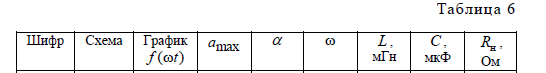 Таблица 6
Шифр Схема График f(ωt) a_max α ω L, мГн C, мкФ R_н, Ом